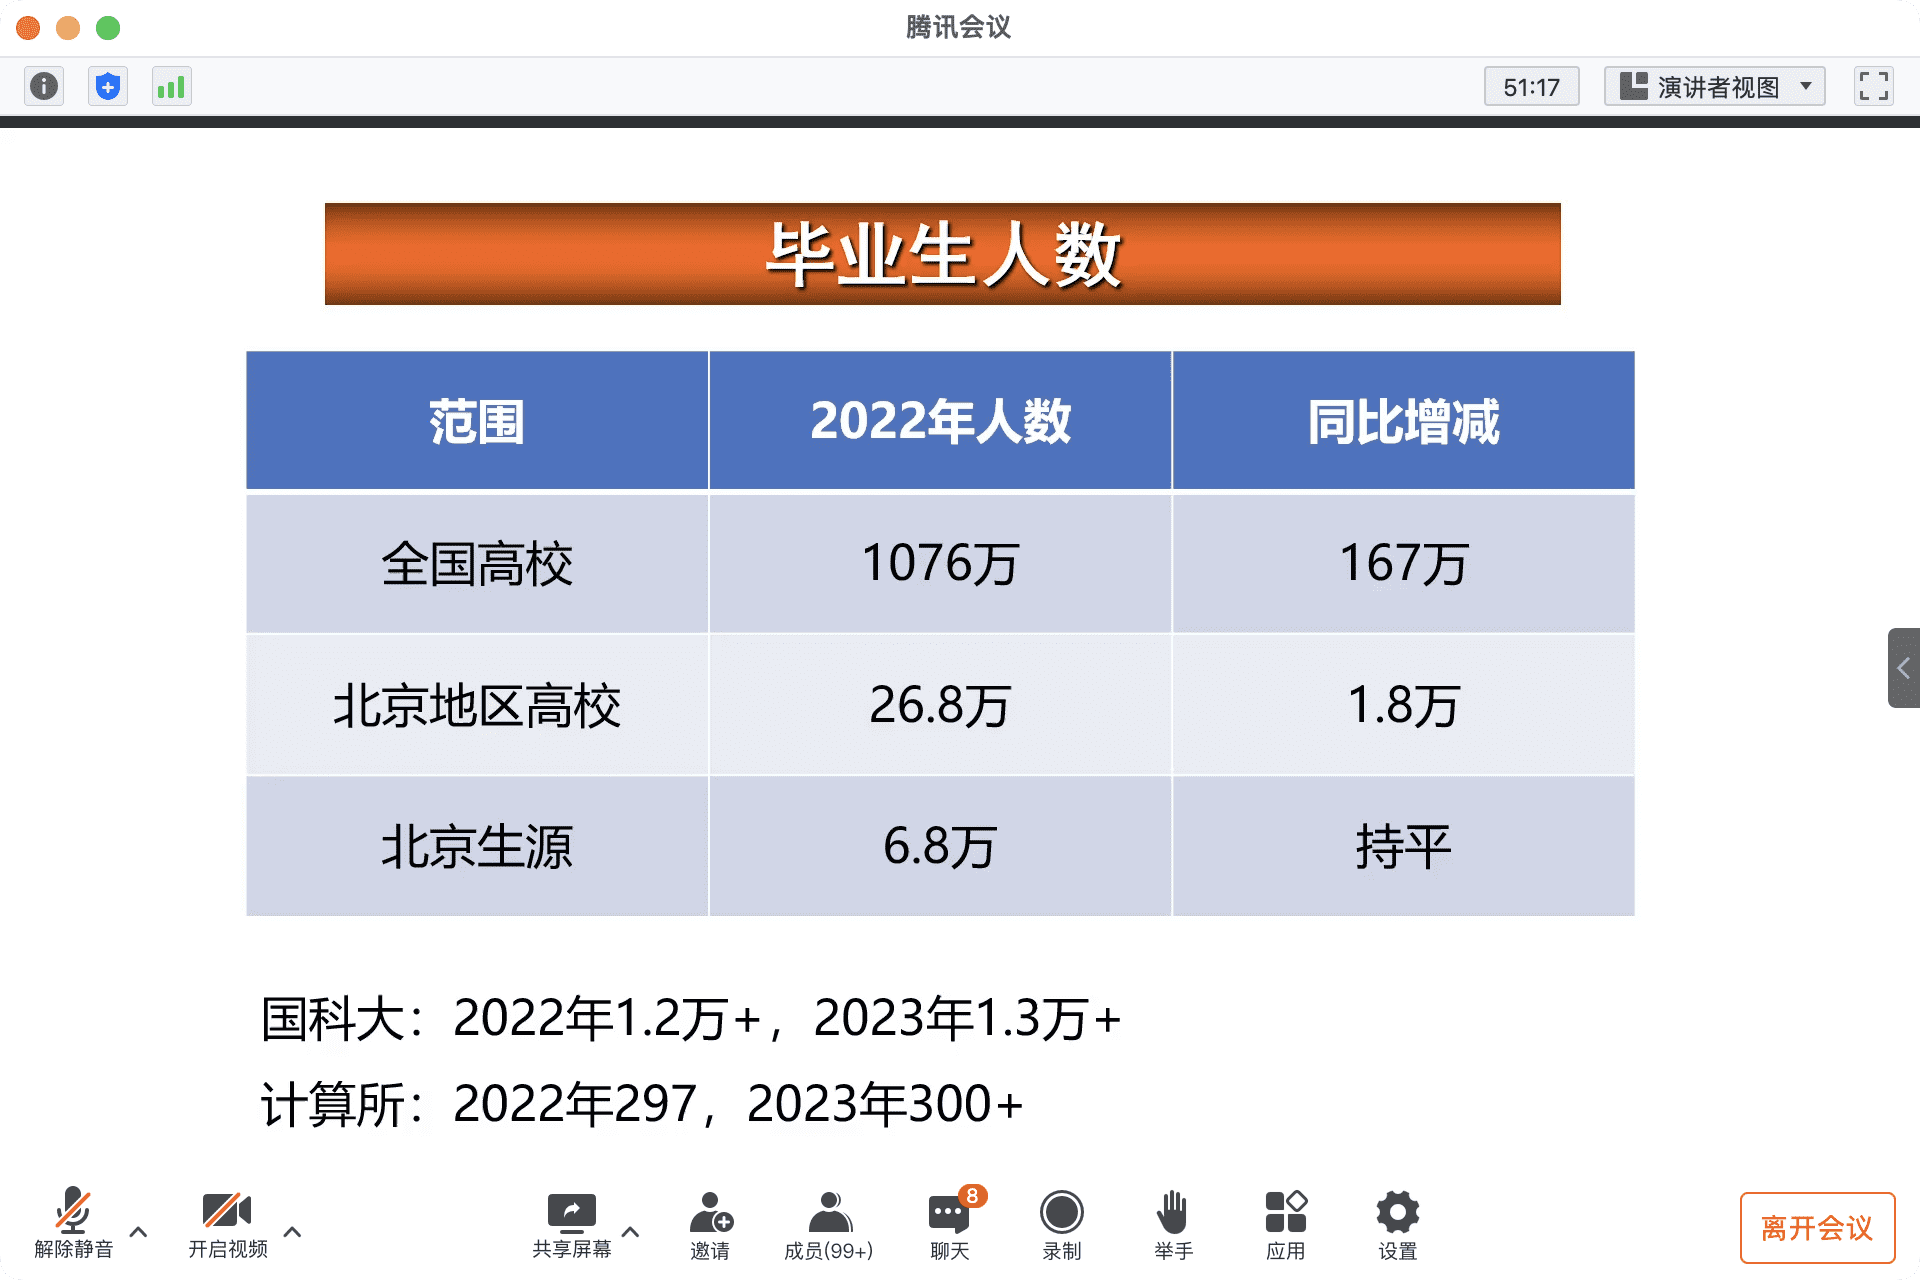 腾讯会议
51:17
演讲者视图
毕业生人数
范围 2022年人数 同比增减
全国高校 1076万 167万
北京地区高校 26.8万 1.8万
北京生源 6.8万 持平
国科大：2022年1.2万+，2023年1.3万+
计算所：2022年297，2023年300+
8
解除静音 开启视频 共享屏幕 邀请 成员(99+) 聊天 录制 举手 应用 设置
离开会议